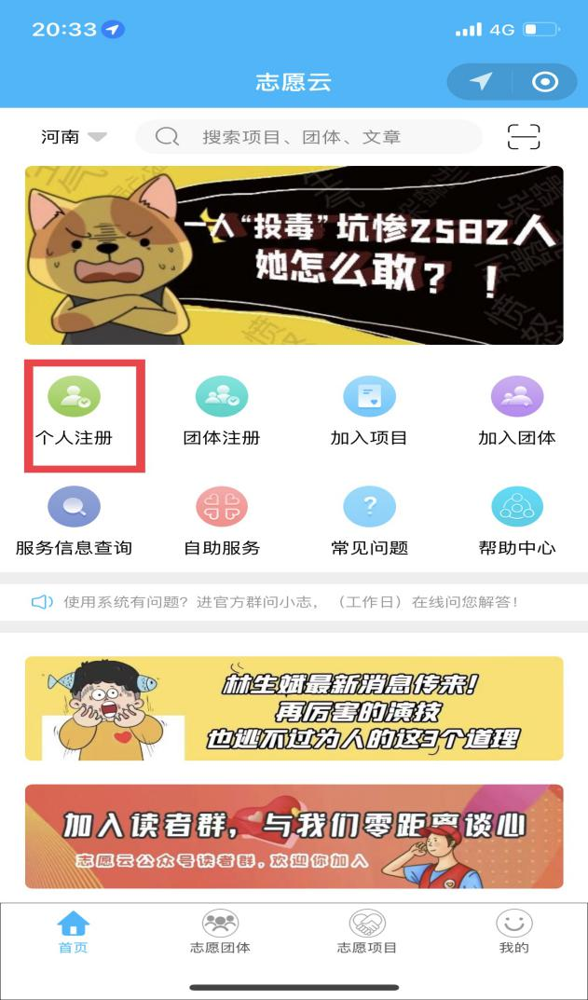 20:33
4G
志愿云
河南
搜索项目、团体、文章
一人“投毒”坑惨2582人
她怎么敢？！
个人注册
团体注册
加入项目
加入团体
服务信息查询
自助服务
常见问题
帮助中心
使用系统有问题？进官方群问小志，（工作日）在线问您解答！
林生斌最新消息传来！
再厉害的演技
也逃不过为人的这3个道理
加入读者群，与我们零距离谈心
志愿云公众号读者群，欢迎你加入
首页
志愿团体
志愿项目
我的